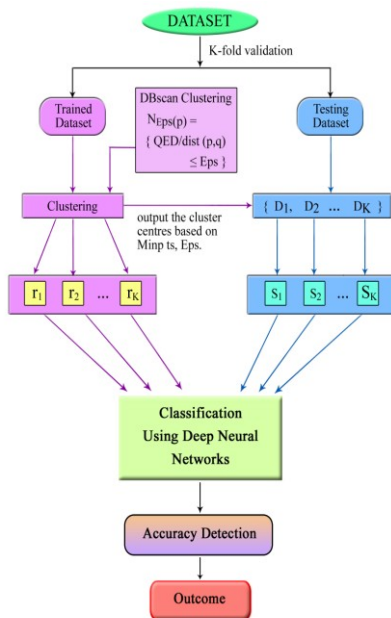 DATASET
K-fold validation
Trained
Dataset
DBscan Clustering
NEps(p) =
{ QED/dist (p,q)
≤ Eps }
Testing
Dataset
Clustering
output the cluster
centres based on
Minp ts, Eps.
{ D1, D2 ... DK }
r1 r2 ... rK
S1 S2 ... SK
Classification
Using Deep Neural
Networks
Accuracy Detection
Outcome